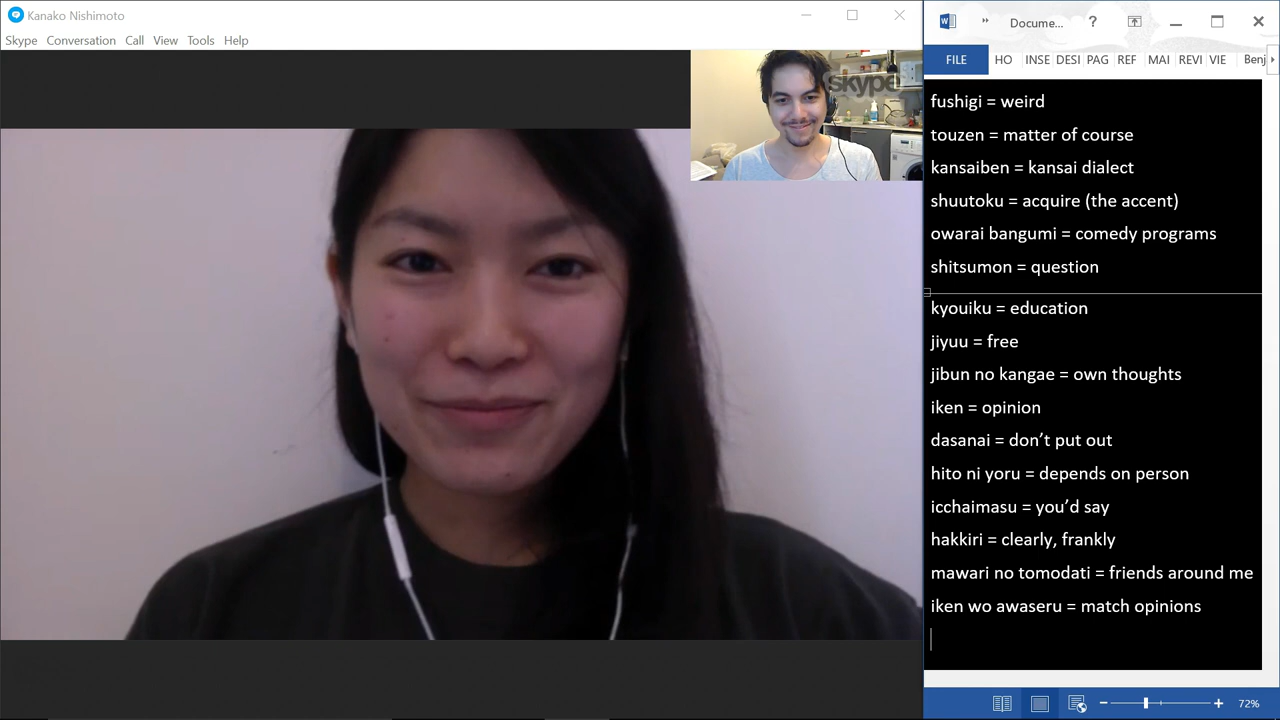 Kanako Nishimoto
Skype Conversation Call View Tools Help
skype
Docume... ?
FILE HO INSE DESI PAG REF MAI REVI VIE Benj
fushigi = weird
touzen = matter of course
kansaiben = kansai dialect
shuutoku = acquire (the accent)
owarai bangumi = comedy programs
shitsumon = question
kyouiku = education
jiyuu = free
jibun no kangae = own thoughts
iken = opinion
dasanai = don’t put out
hito ni yoru = depends on person
icchaimasu = you’d say
hakkiri = clearly, frankly
mawari no tomodati = friends around me
iken wo awaseru = match opinions
72%